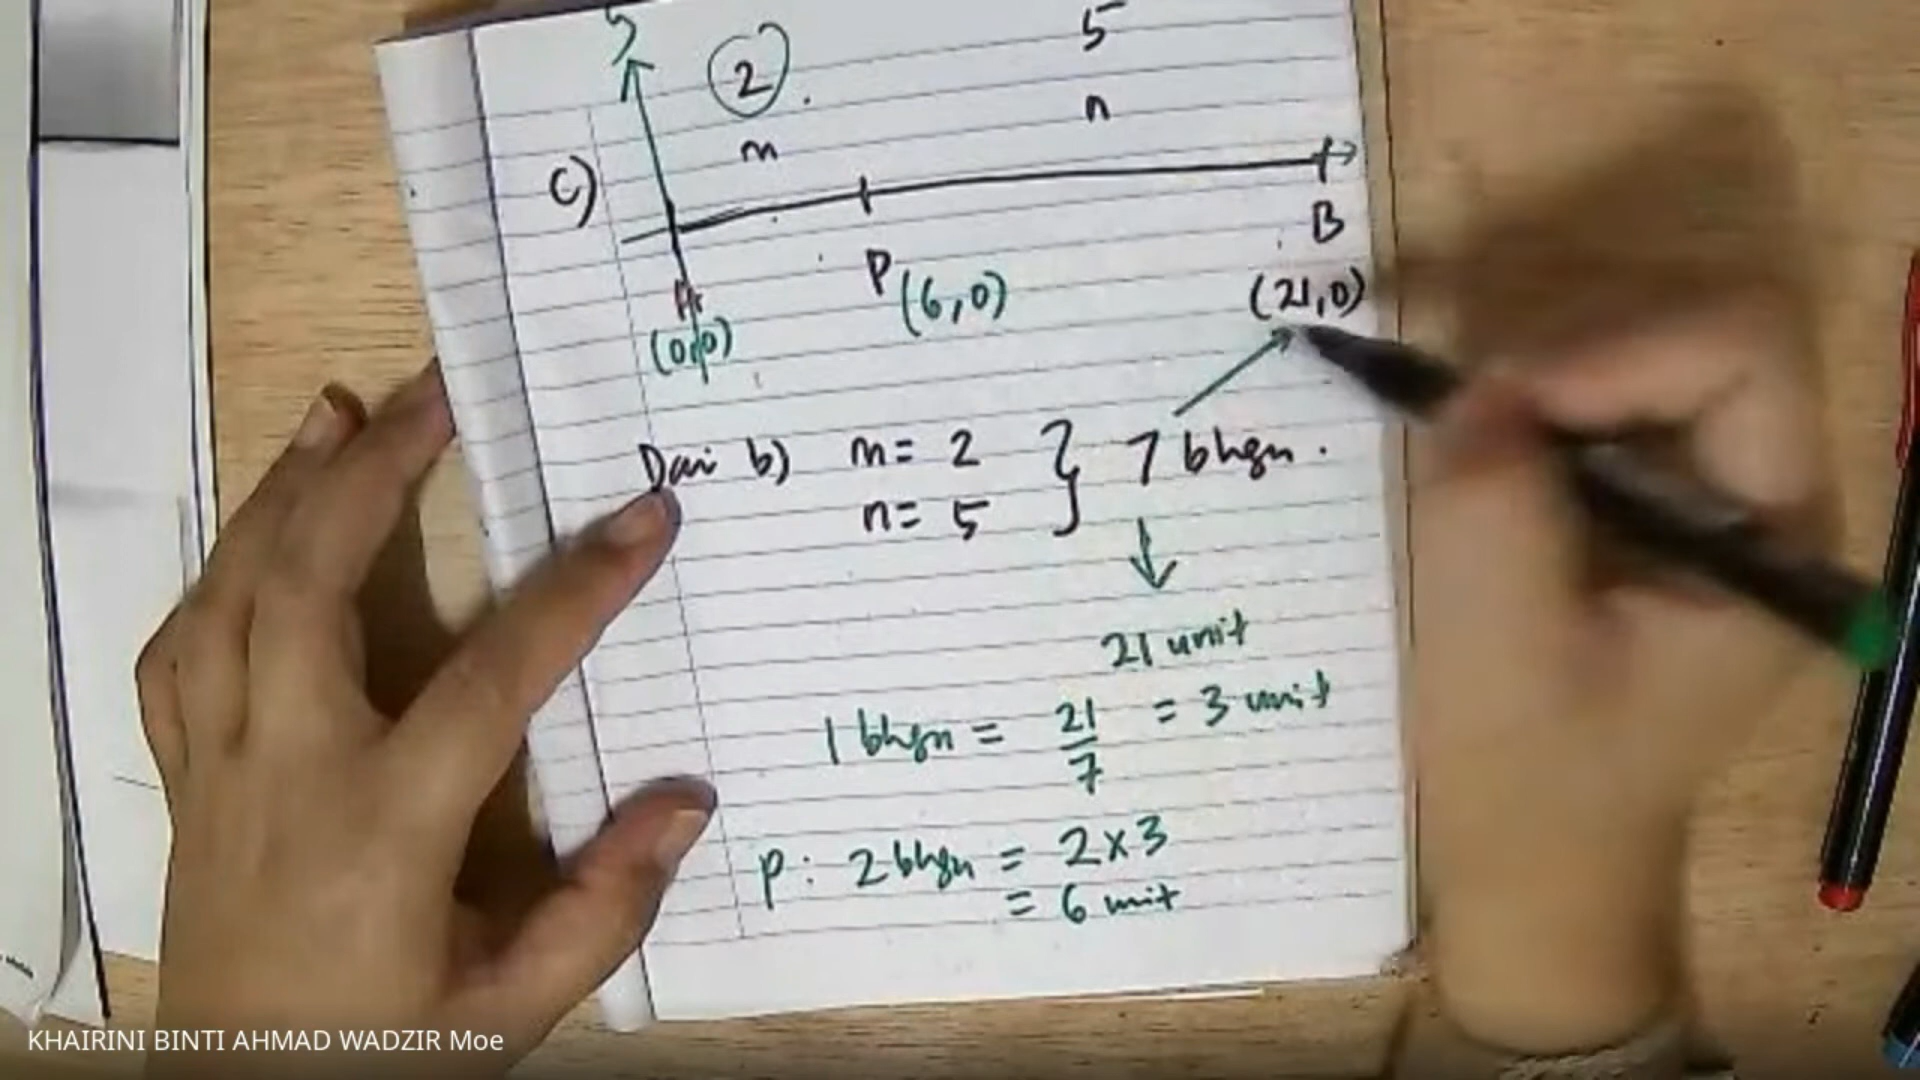 y
2 5
m n
C)
P B
A (6,0) (21,0)
(0,0)
Dari b) m = 2 } 7 bhgn.
n = 5
21 unit
1 bhgn = 21/7 = 3 unit
P : 2 bhgn = 2 x 3
= 6 unit
KHAIRINI BINTI AHMAD WADZIR Moe